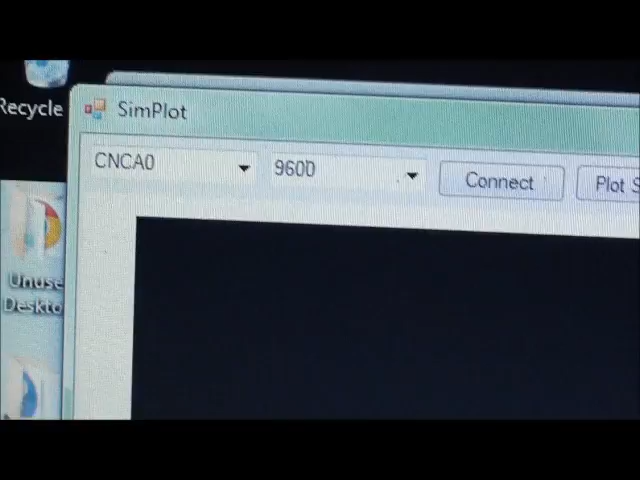 Recycle
SimPlot
CNCA0
9600
Connect
Plot S
Unuse
Deskto